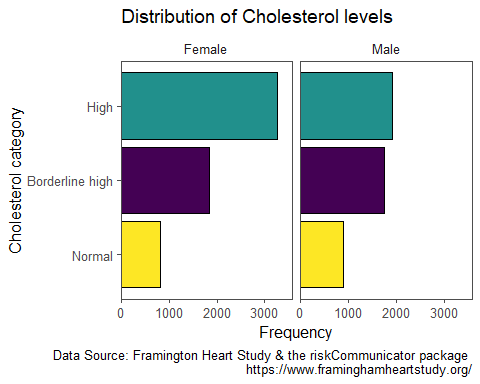 Distribution of Cholesterol levels
Female
Male
Cholesterol category
High
Borderline high
Normal
0 1000 2000 3000 0 1000 2000 3000
Frequency
Data Source: Framington Heart Study & the riskCommunicator package
https://www.framinghamheartstudy.org/